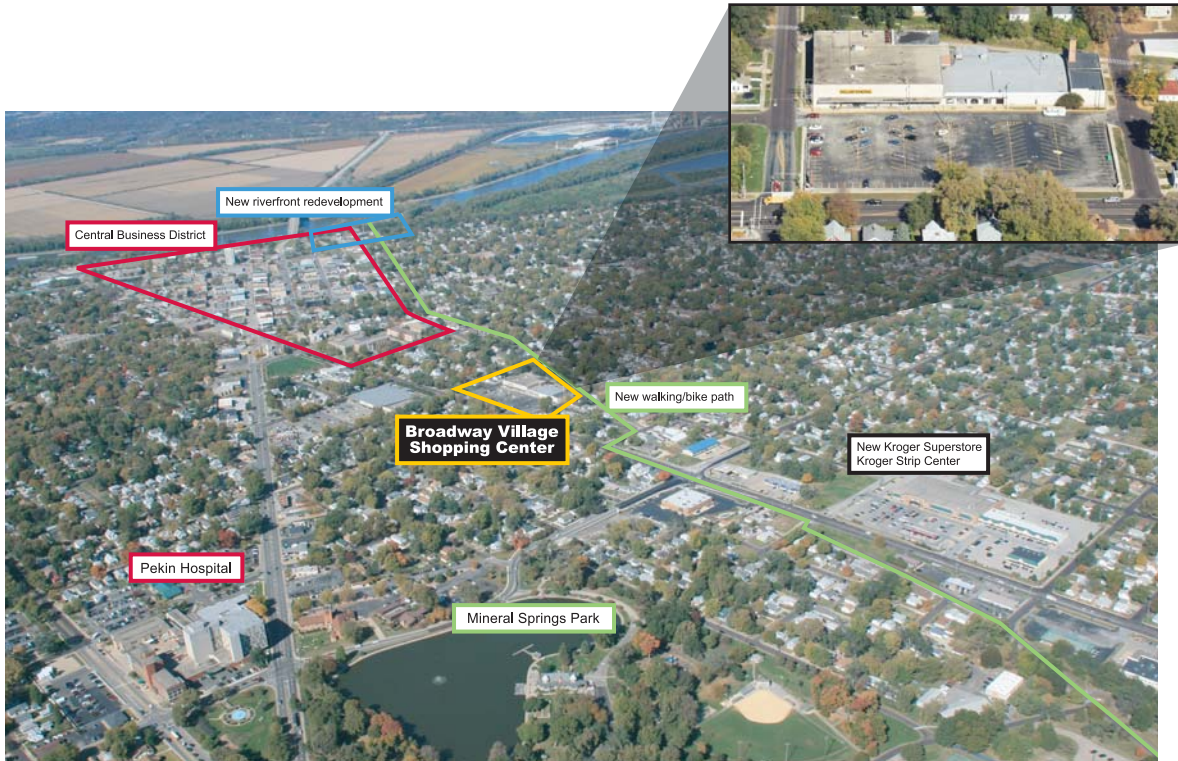 New riverfront redevelopment
Central Business District
New walking/bike path
Broadway Village
Shopping Center
New Kroger Superstore
Kroger Strip Center
Pekin Hospital
Mineral Springs Park